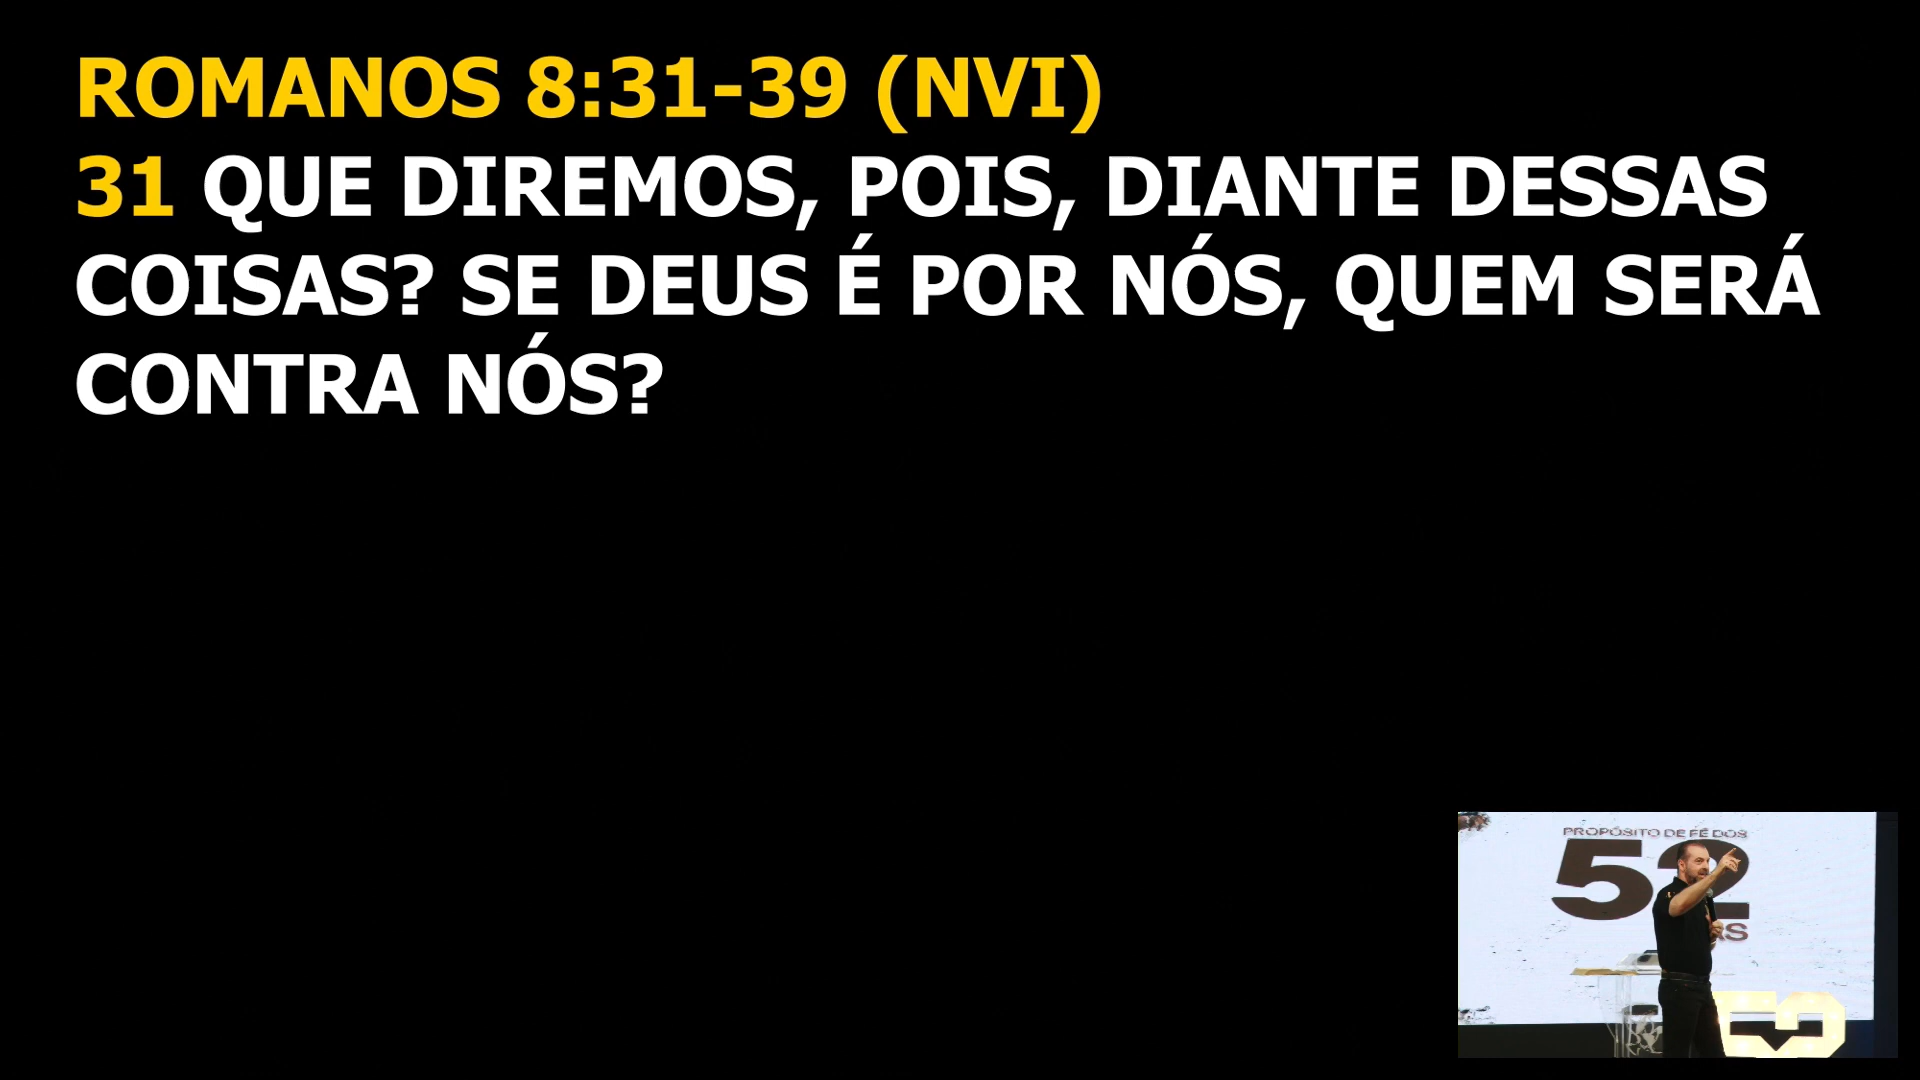 ROMANOS 8:31-39 (NVI)
31 QUE DIREMOS, POIS, DIANTE DESSAS
COISAS? SE DEUS É POR NÓS, QUEM SERÁ
CONTRA NÓS?
PROPÓSITO DE FÉ DOS
52